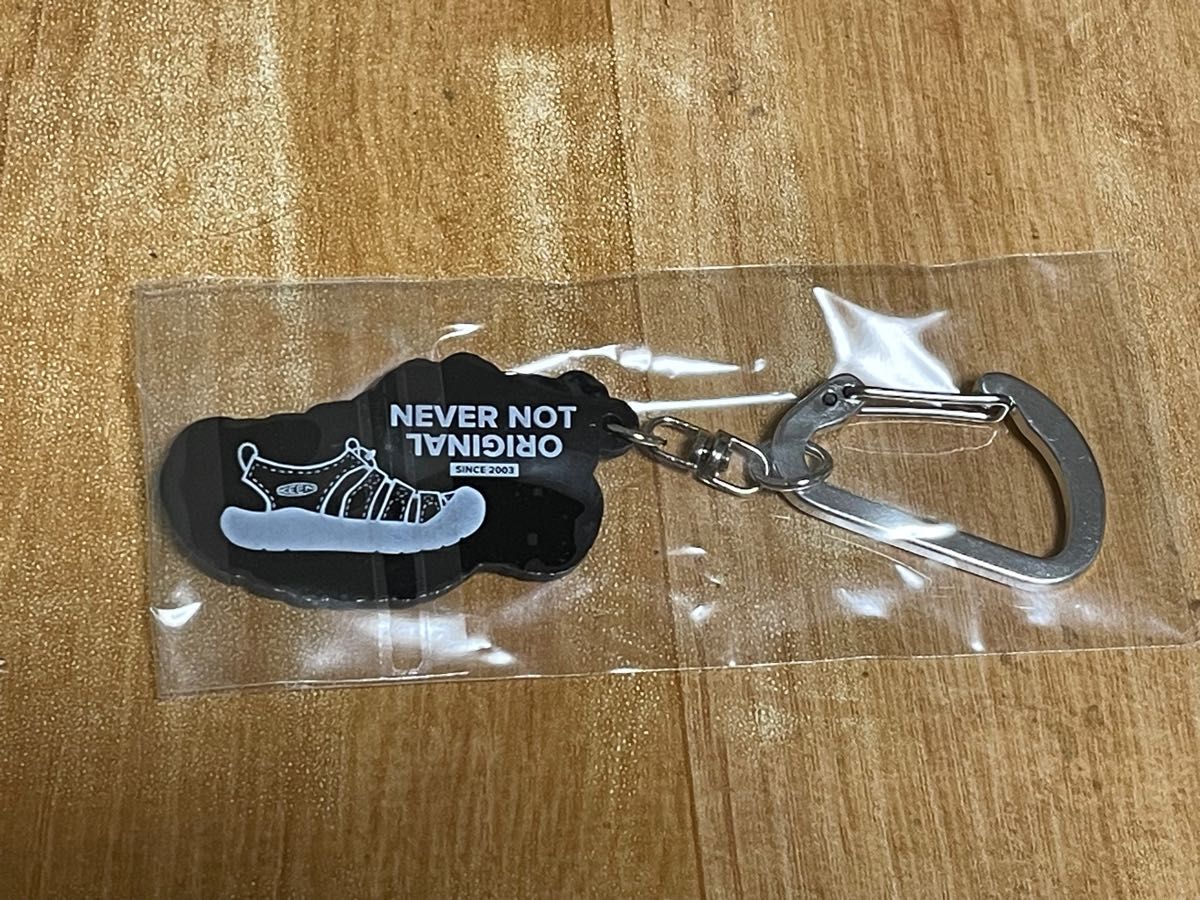 NEVER NOT
ORIGINAL
SINCE 2003
KEEN